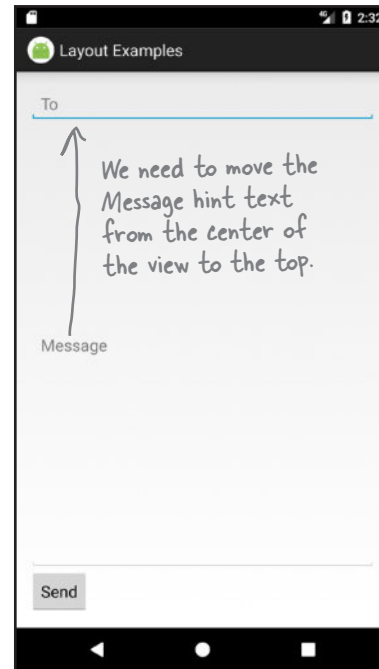 4G 2:32
Layout Examples
To
We need to move the
Message hint text
from the center of
the view to the top.
Message
Send